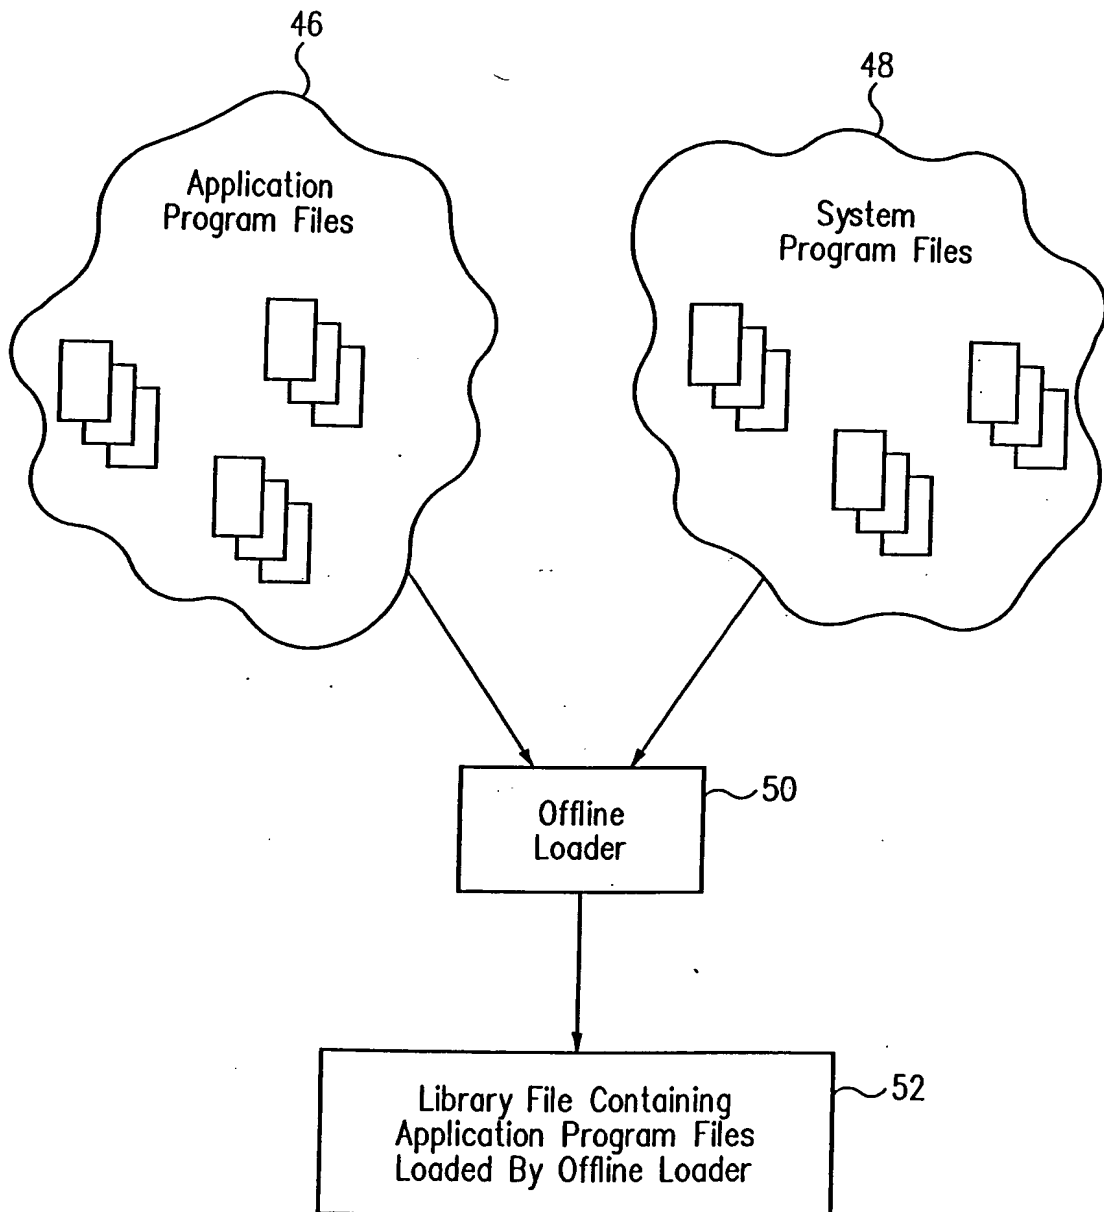 46
48
Application
Program Files
System
Program Files
50
Offline
Loader
52
Library File Containing
Application Program Files
Loaded By Offline Loader